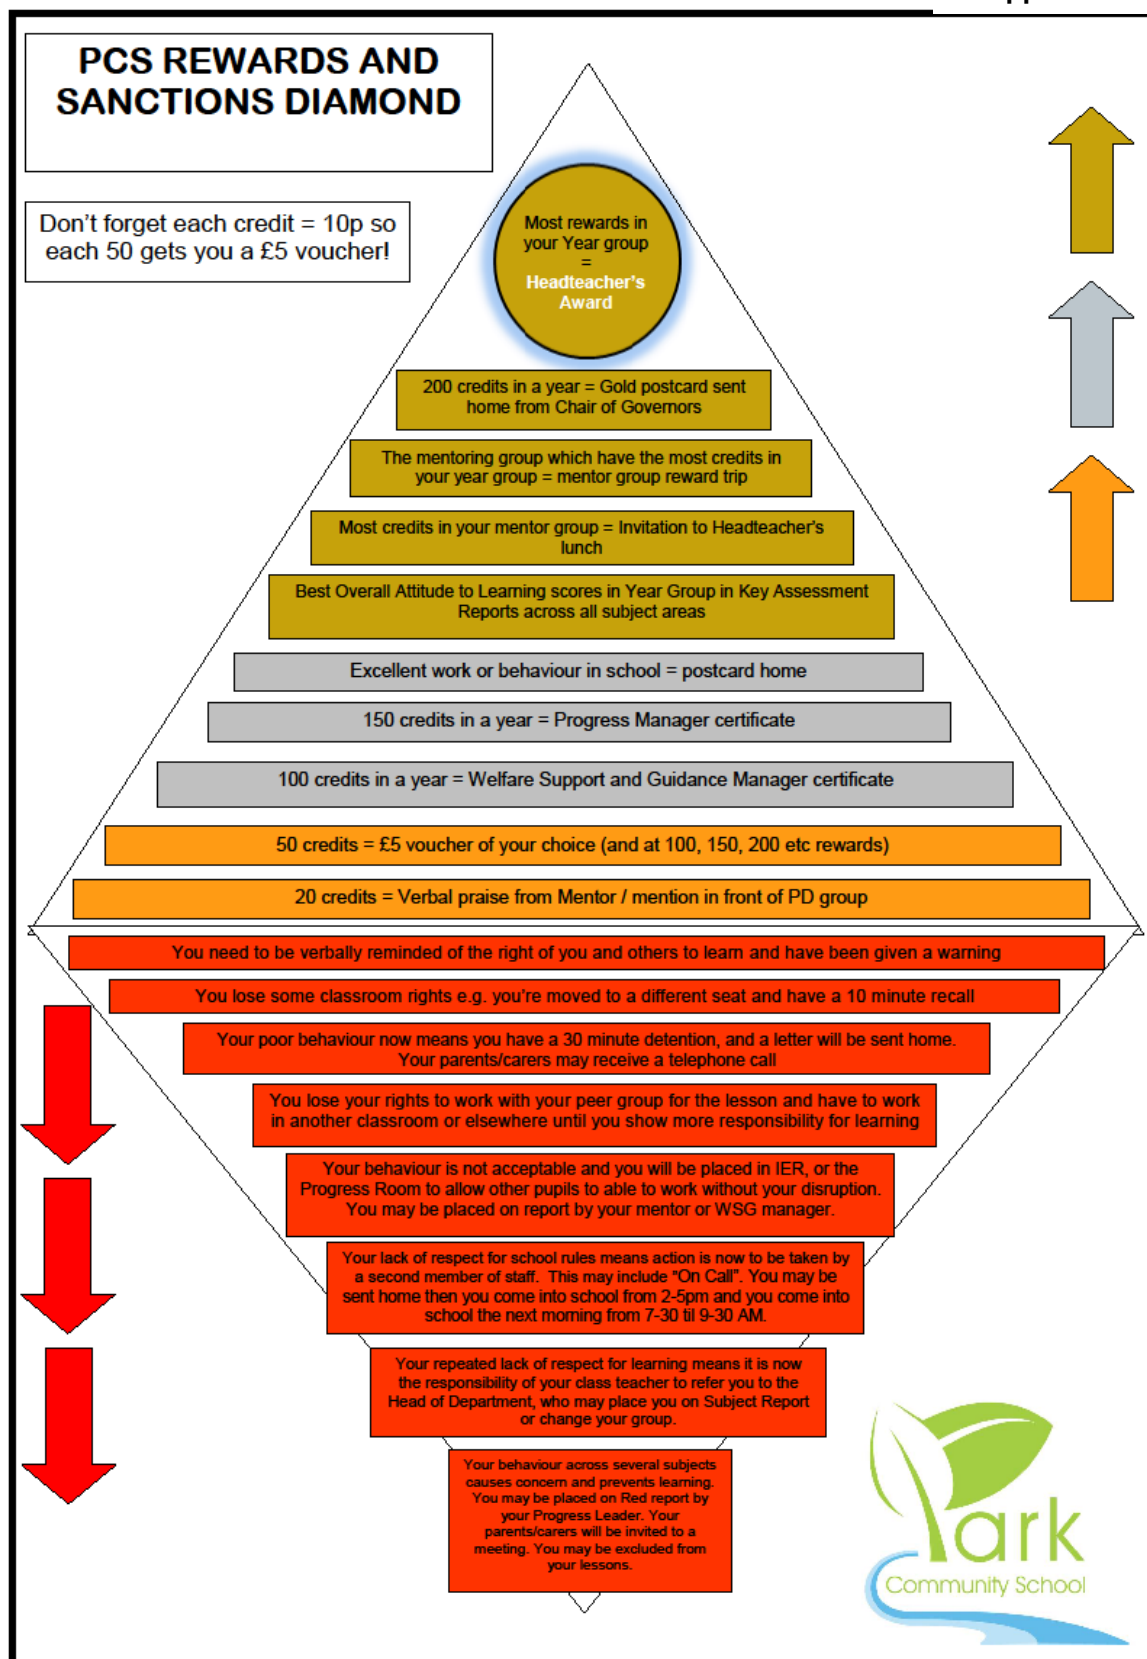 PCS REWARDS AND
SANCTIONS DIAMOND
Don't forget each credit = 10p so
each 50 gets you a £5 voucher!
Most rewards in
your Year group
=
Headteacher's
Award
200 credits in a year = Gold postcard sent
home from Chair of Governors
The mentoring group which have the most credits in
your year group = mentor group reward trip
Most credits in your mentor group = Invitation to Headteacher's
lunch
Best Overall Attitude to Learning scores in Year Group in Key Assessment
Reports across all subject areas
Excellent work or behaviour in school = postcard home
150 credits in a year = Progress Manager certificate
100 credits in a year = Welfare Support and Guidance Manager certificate
50 credits = £5 voucher of your choice (and at 100, 150, 200 etc rewards)
20 credits = Verbal praise from Mentor / mention in front of PD group
You need to be verbally reminded of the right of you and others to learn and have been given a warning
You lose some classroom rights e.g. you're moved to a different seat and have a 10 minute recall
Your poor behaviour now means you have a 30 minute detention, and a letter will be sent home.
Your parents/carers may receive a telephone call
You lose your rights to work with your peer group for the lesson and have to work
in another classroom or elsewhere until you show more responsibility for learning
Your behaviour is not acceptable and you will be placed in IER, or the
Progress Room to allow other pupils to able to work without your disruption.
You may be placed on report by your mentor or WSG manager.
Your lack of respect for school rules means action is now to be taken by
a second member of staff.  This may include "On Call". You may be
sent home then you come into school from 2-5pm and you come into
school the next morning from 7-30 til 9-30 AM.
Your repeated lack of respect for learning means it is now
the responsibility of your class teacher to refer you to the
Head of Department, who may place you on Subject Report
or change your group.
Your behaviour across several subjects
causes concern and prevents learning.
You may be placed on Red report by
your Progress Leader. Your
parents/carers will be invited to a
meeting. You may be excluded from
your lessons.
Park
Community School